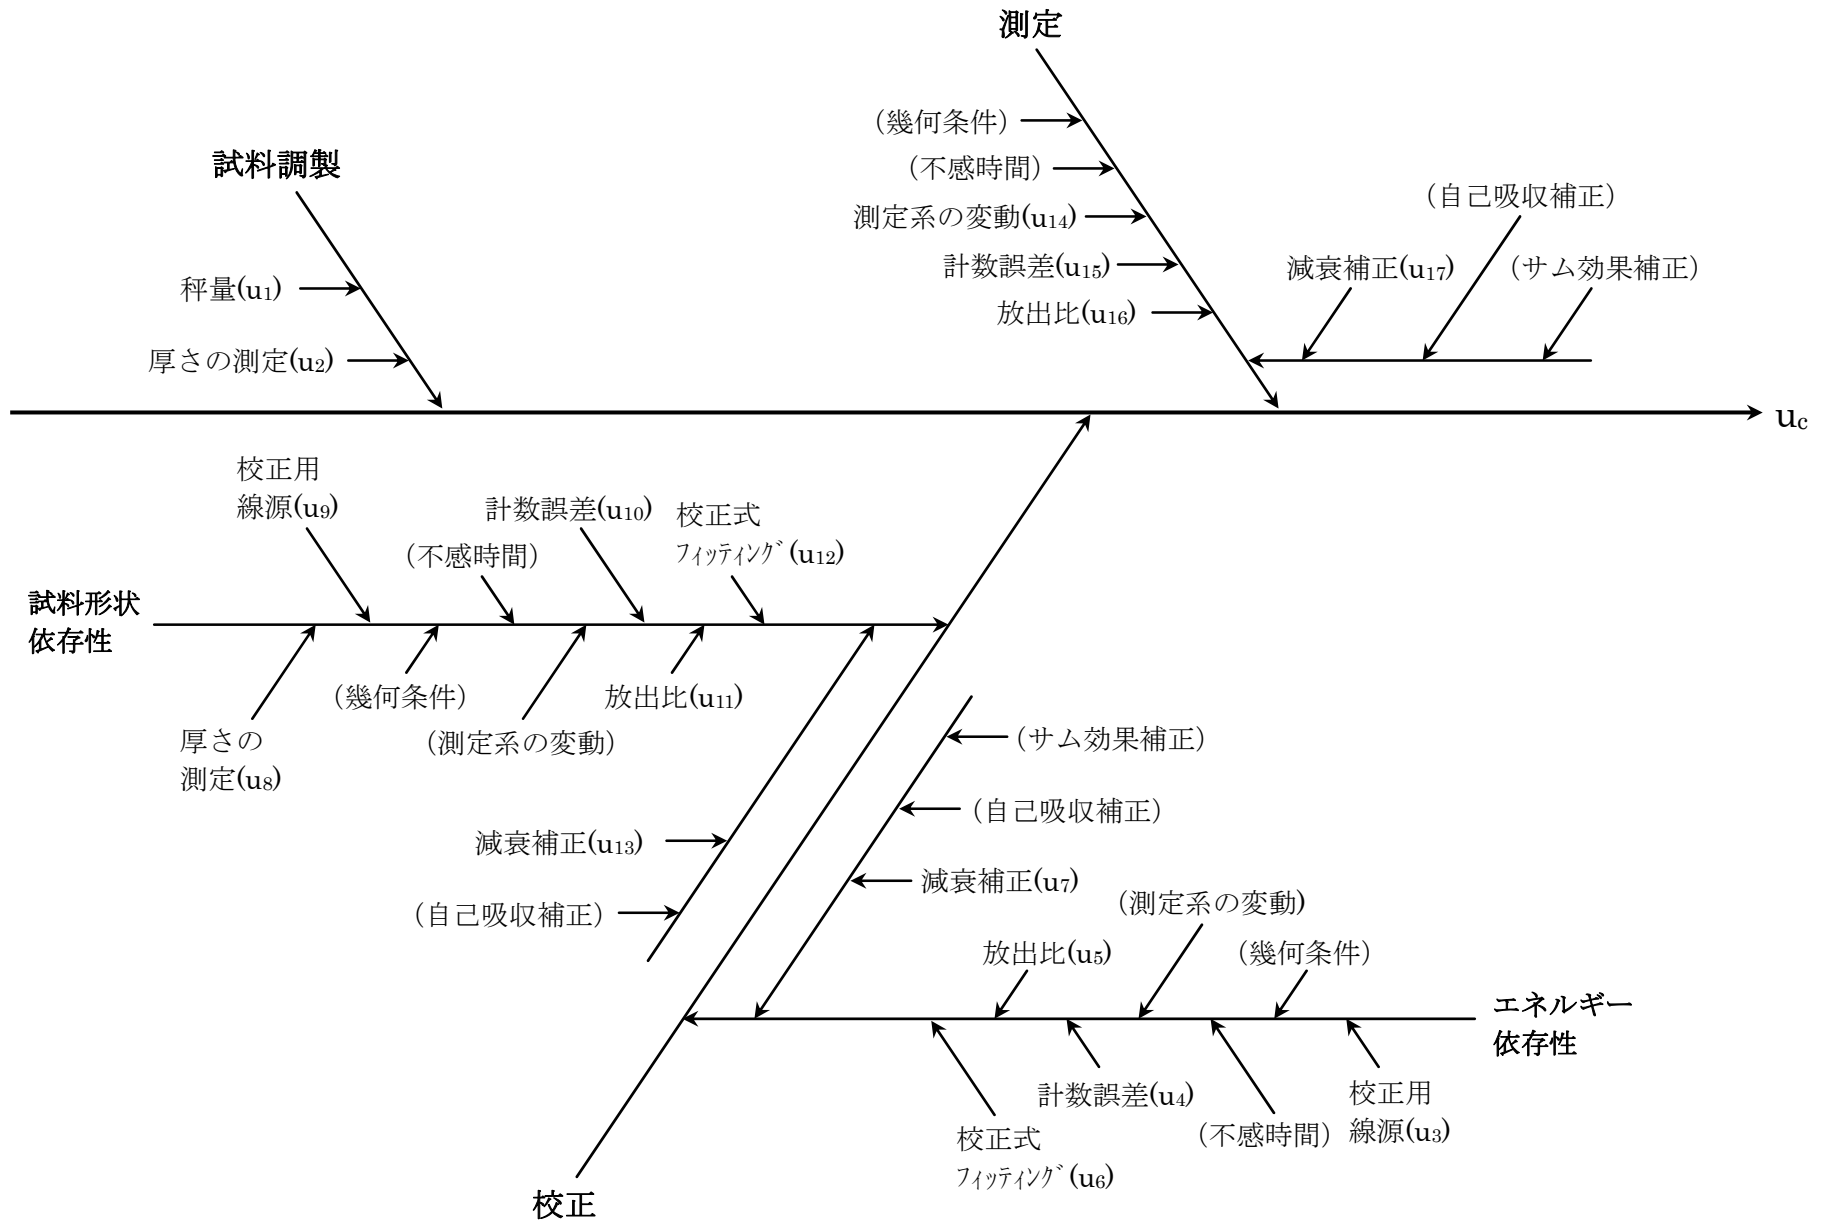 測定
(幾何条件)
(不感時間)
測定系の変動(u14)
計数誤差(u15)
放出比(u16)
(自己吸収補正)
減衰補正(u17)
(サム効果補正)
試料調製
秤量(u1)
厚さの測定(u2)
uc
校正用
線源(u9)
(不感時間)
計数誤差(u10)
校正式
ﾌｨｯﾃｨﾝｸﾞ(u12)
試料形状
依存性
厚さの
測定(u8)
(幾何条件)
(測定系の変動)
放出比(u11)
減衰補正(u13)
(自己吸収補正)
(サム効果補正)
(自己吸収補正)
減衰補正(u7)
放出比(u5)
(測定系の変動)
(幾何条件)
エネルギー
依存性
校正式
ﾌｨｯﾃｨﾝｸﾞ(u6)
計数誤差(u4)
(不感時間)
校正用
線源(u3)
校正